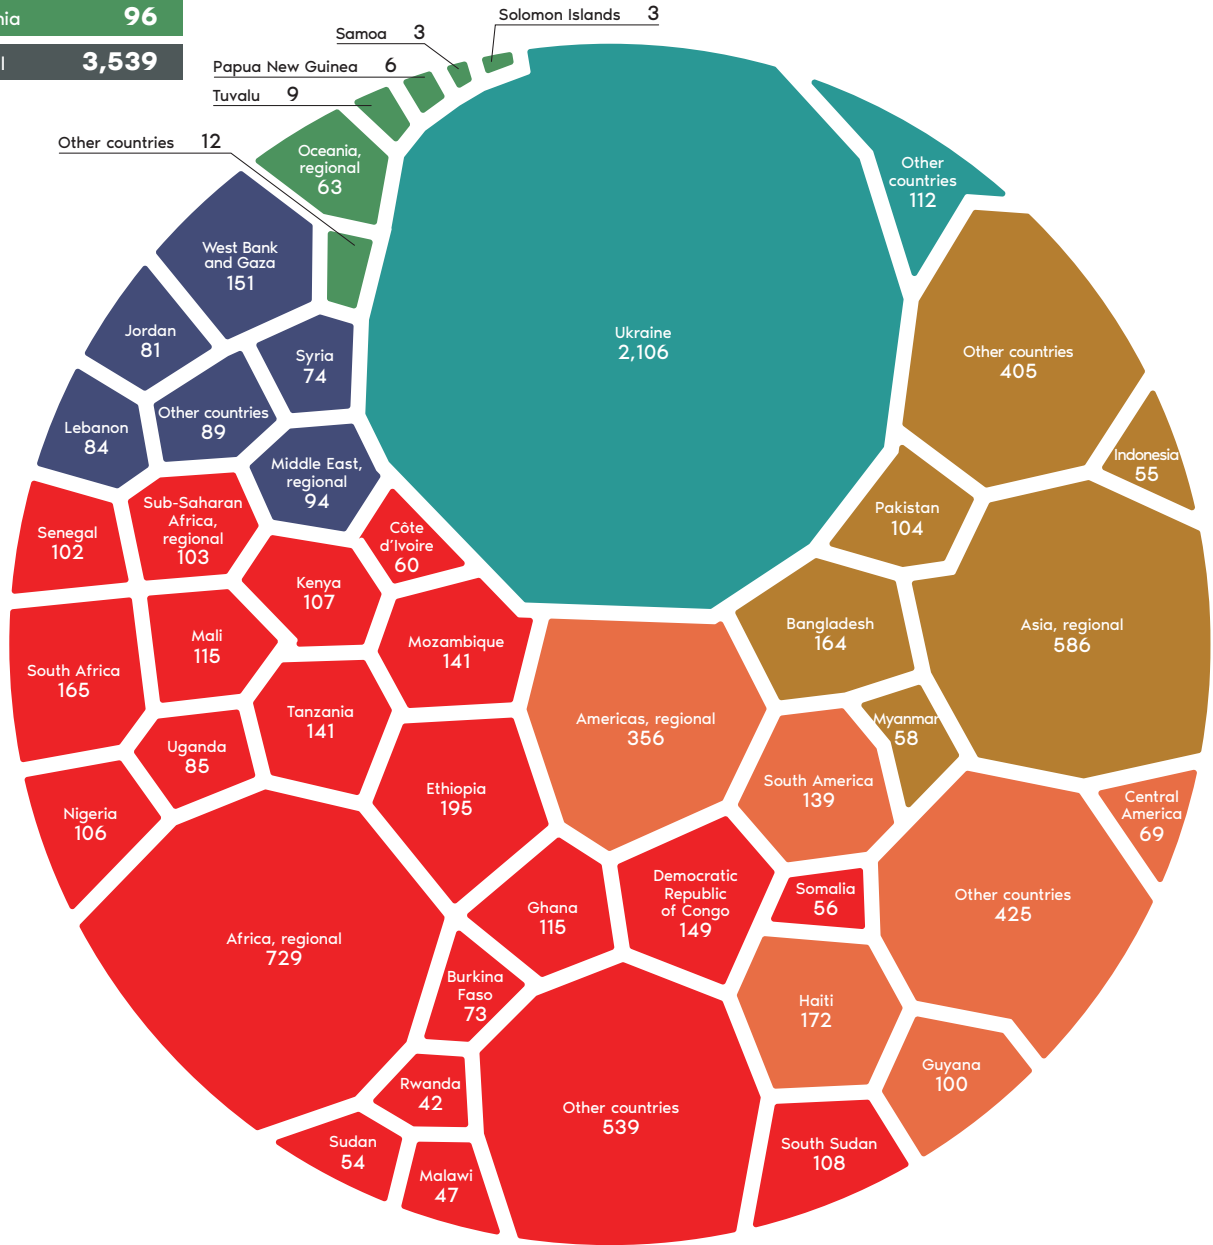 96
3,539
Solomon Islands 3
Samoa 3
Papua New Guinea 6
Tuvalu 9
Other countries 12
Oceania,
regional
63
Other
countries
112
West Bank
and Gaza
151
Jordan
81
Syria
74
Ukraine
2,106
Other countries
405
Lebanon
84
Other countries
89
Middle East,
regional
94
Indonesia
55
Pakistan
104
Senegal
102
Sub-Saharan
Africa,
regional
103
Côte
d'Ivoire
60
Kenya
107
Bangladesh
164
Asia, regional
586
Mali
115
Mozambique
141
South Africa
165
Tanzania
141
Americas, regional
356
Myanmar
58
Uganda
85
Ethiopia
195
South America
139
Nigeria
106
Central
America
69
Democratic
Republic
of Congo
149
Somalia
56
Other countries
425
Ghana
115
Africa, regional
729
Burkina
Faso
73
Haiti
172
Rwanda
42
Guyana
100
Other countries
539
Sudan
54
South Sudan
108
Malawi
47